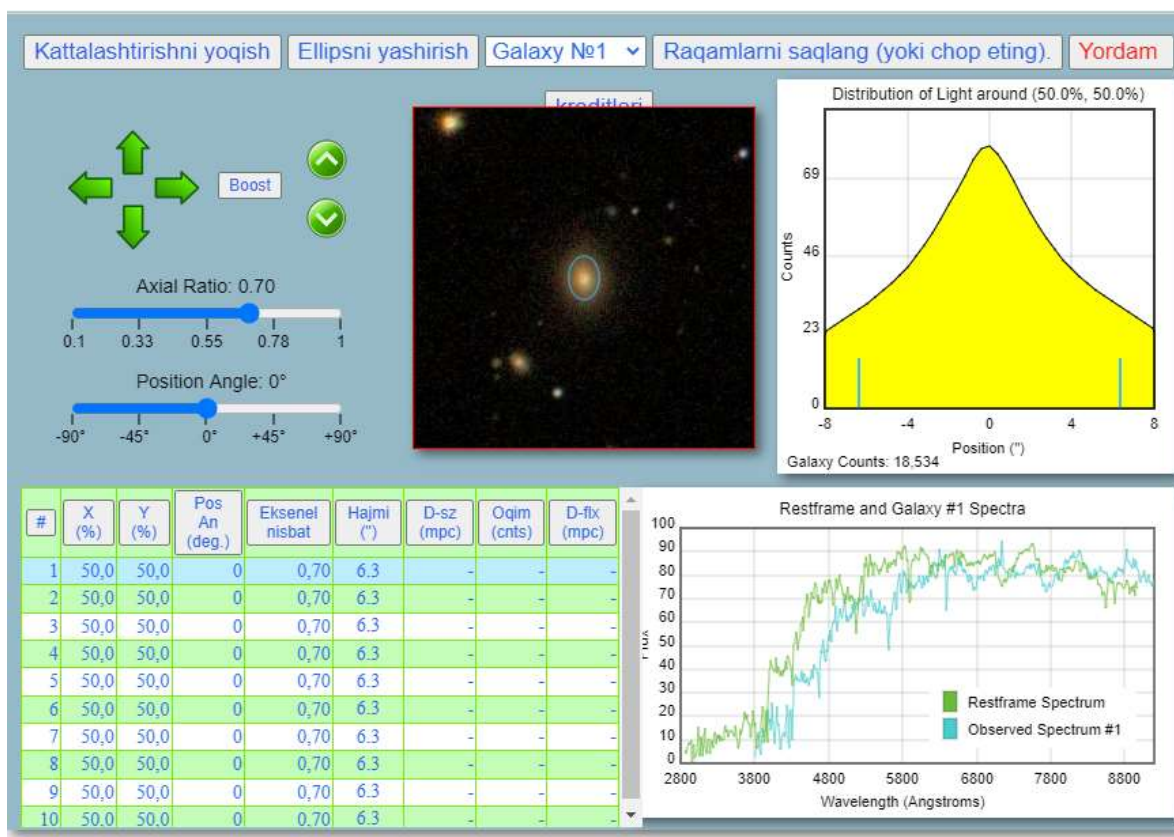 Kattalashtirishni yoqish Ellipsni yashirish Galaxy №1 Raqamlarni saqlang (yoki chop eting). Yordam
kreditlari
Boost
Axial Ratio: 0.70
0.1 0.33 0.55 0.78 1
Position Angle: 0°
-90° -45° 0° +45° +90°
Distribution of Light around (50.0%, 50.0%)
Counts
69
46
23
0
-8 -4 0 4 8
Position (")
Galaxy Counts: 18,534
# X (%) Y (%) Pos An (deg.) Eksenel nisbat Hajmi (") D-sz (mpc) Oqim (cnts) D-flx (mpc)
1 50,0 50,0 0 0,70 6.3 - - -
2 50,0 50,0 0 0,70 6.3 - - -
3 50,0 50,0 0 0,70 6.3 - - -
4 50,0 50,0 0 0,70 6.3 - - -
5 50,0 50,0 0 0,70 6.3 - - -
6 50,0 50,0 0 0,70 6.3 - - -
7 50,0 50,0 0 0,70 6.3 - - -
8 50,0 50,0 0 0,70 6.3 - - -
9 50,0 50,0 0 0,70 6.3 - - -
10 50,0 50,0 0 0,70 6.3 - - -
Restframe and Galaxy #1 Spectra
Flux
100
90
80
70
60
50
40
30
20
10
0
Restframe Spectrum
Observed Spectrum #1
2800 3800 4800 5800 6800 7800 8800
Wavelength (Angstroms)